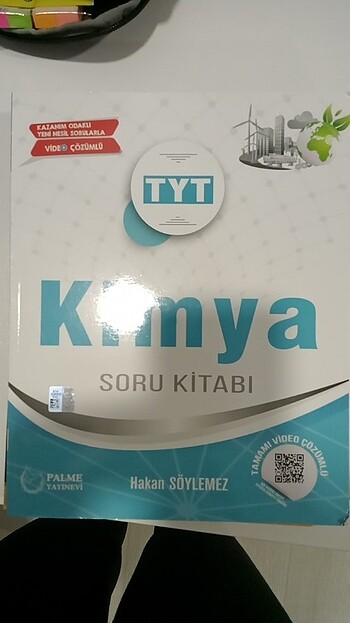 KAZANIM ODAKLI
YENİ NESİL SORULARLA
VİDEO ÇÖZÜMLÜ
TYT
Kimya
SORU KİTABI
TAMAMI VİDEO ÇÖZÜMLÜ
PALME
YAYINEVİ
Hakan SÖYLEMEZ